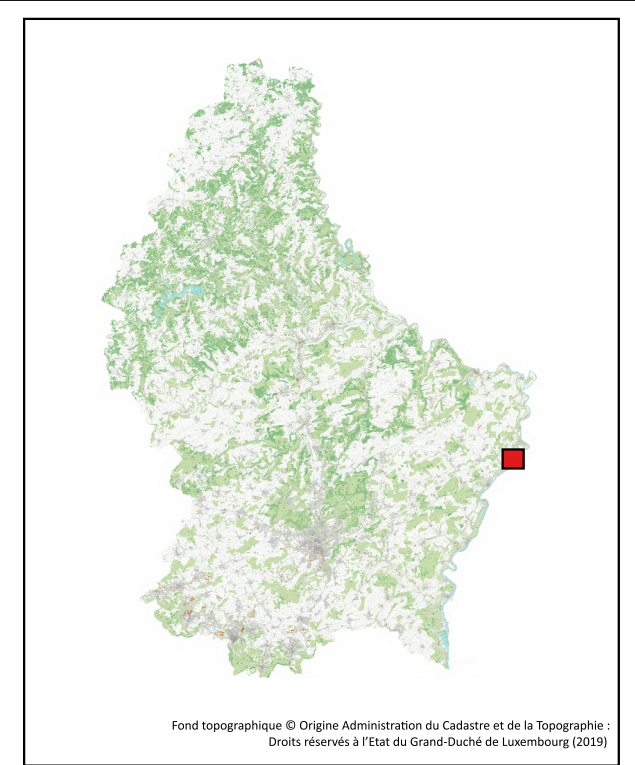 Fond topographique © Origine Administration du Cadastre et de la Topographie :
Droits réservés à l'Etat du Grand-Duché de Luxembourg (2019)